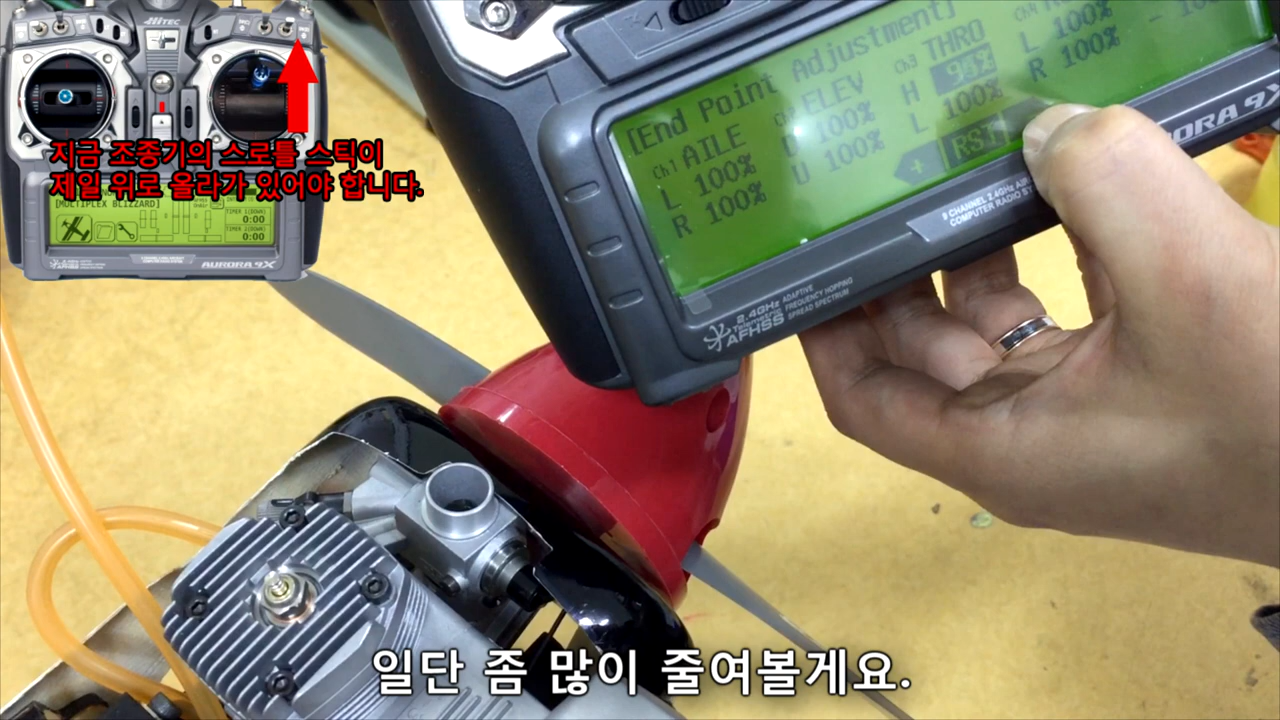 HiTEC
지금 조종기의 스로틀 스틱이
제일 위로 올라가 있어야 합니다.
[MULTIPLEX BLIZZARD]
TIMER 1(DOWN)
0:00
TIMER 2(DOWN)
0:00
AURORA 9X
[End Point Adjustment]
Ch1 AILE
L 100%
R 100%
ELEV
D 100%
U 100%
Ch3 THRO
H
L 100%
Ch4
L 100%
R 100%
RST
AURORA 9X
9 CHANNEL 2.4GHz
COMPUTER RADIO
2.4GHz ADAPTIVE
Telemetric FREQUENCY HOPPING
AFHSS SPREAD SPECTRUM
일단 좀 많이 줄여볼게요.